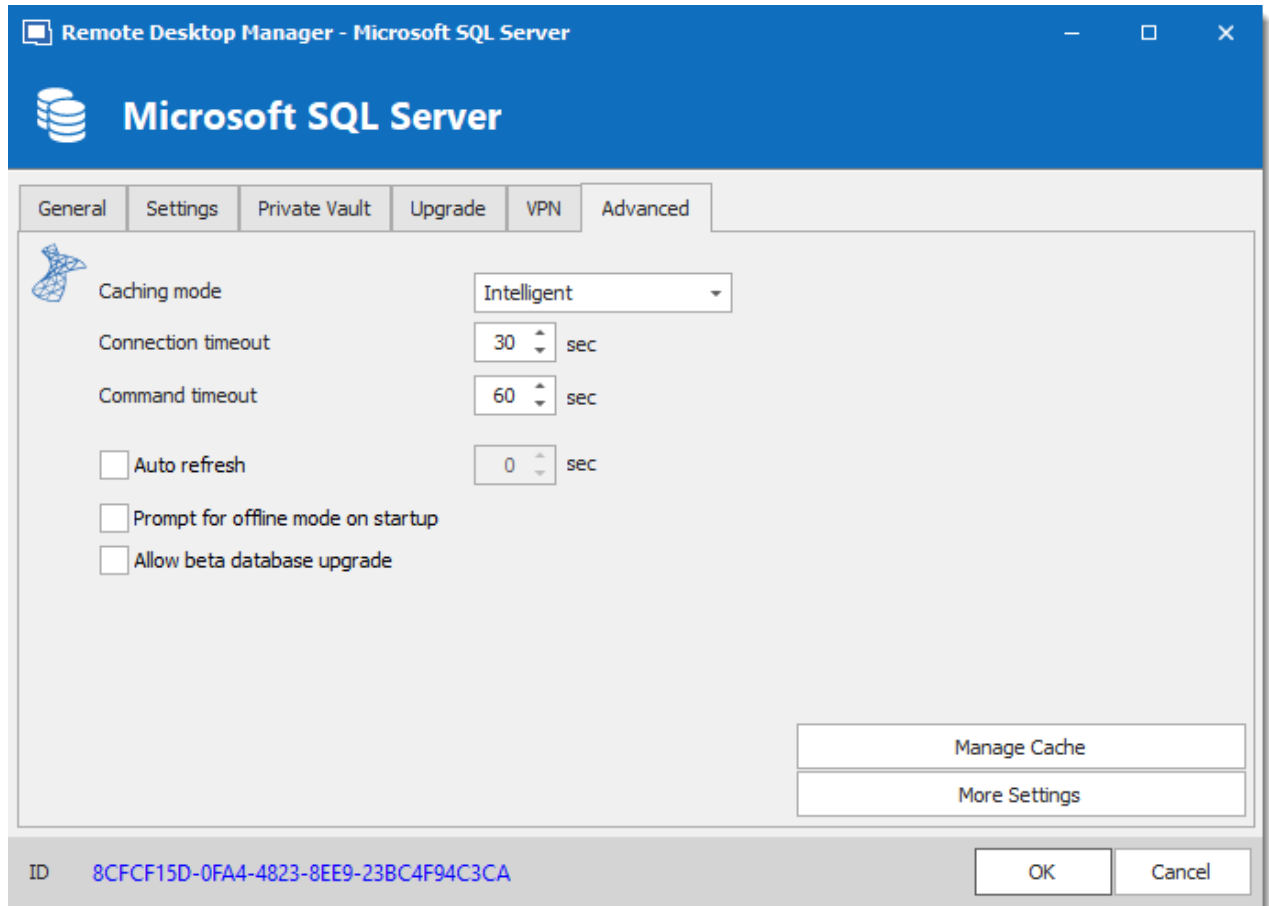 Remote Desktop Manager - Microsoft SQL Server
Microsoft SQL Server
General Settings Private Vault Upgrade VPN Advanced
Caching mode Intelligent
Connection timeout 30 sec
Command timeout 60 sec
Auto refresh 0 sec
Prompt for offline mode on startup
Allow beta database upgrade
Manage Cache
More Settings
ID 8CFCF15D-0FA4-4823-8EE9-23BC4F94C3CA OK Cancel